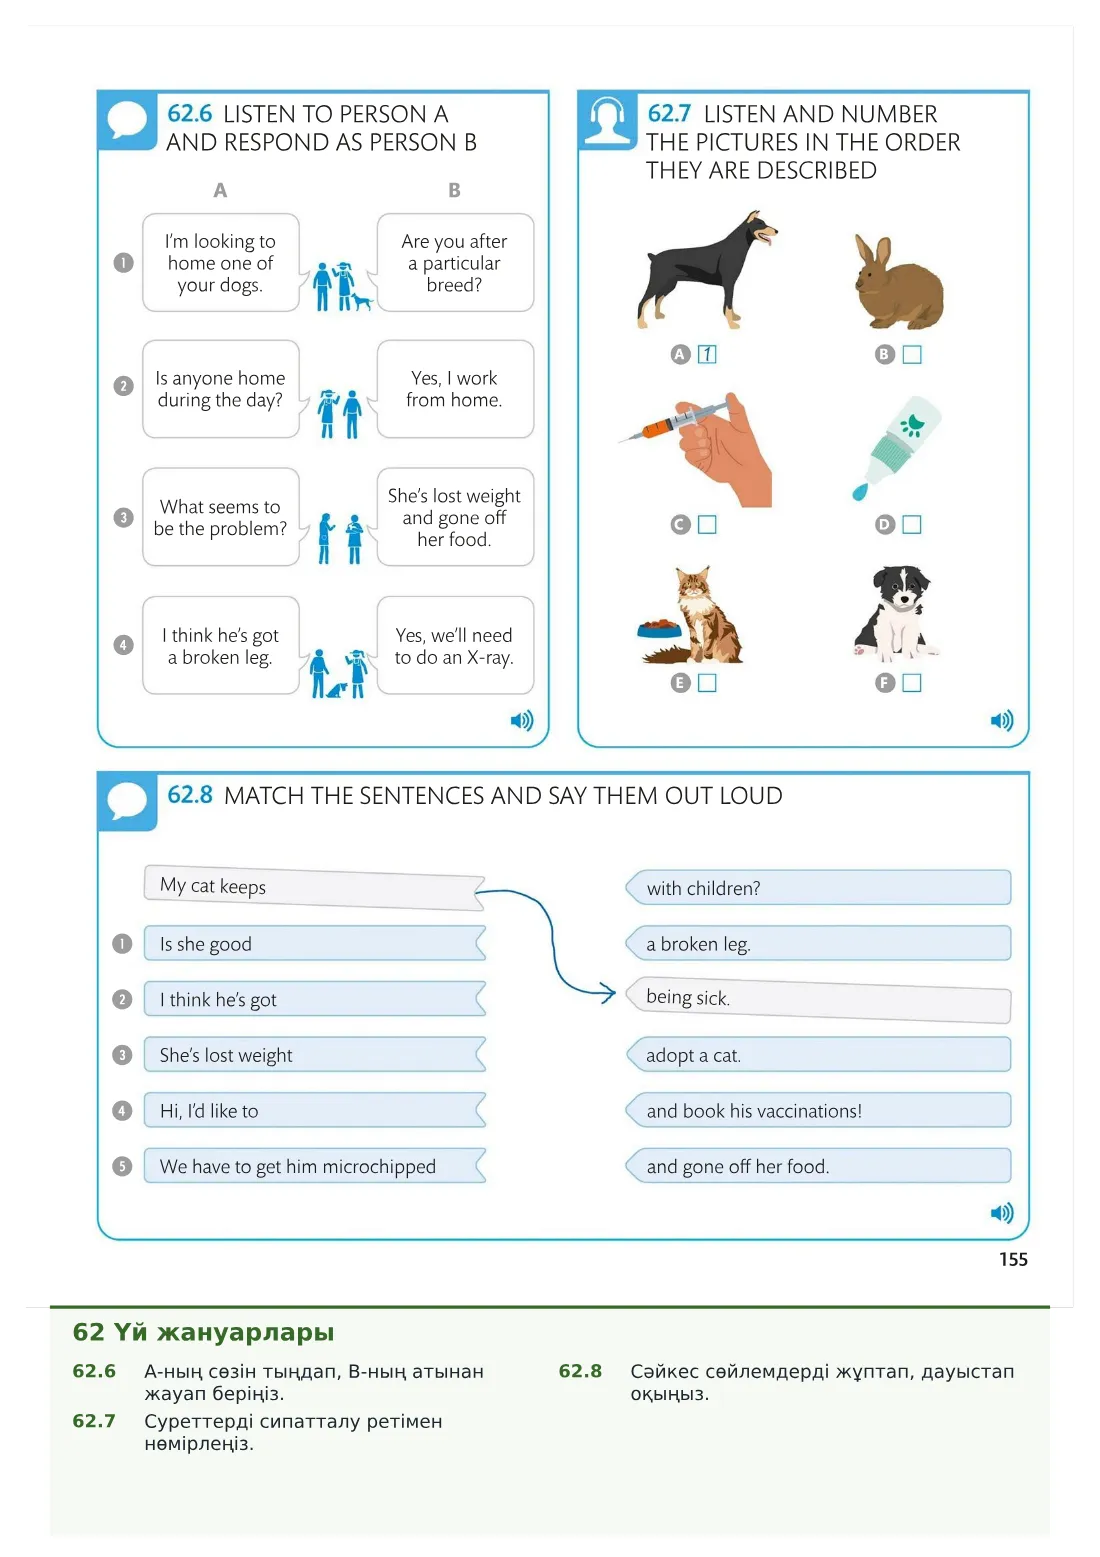 62.6 LISTEN TO PERSON A
AND RESPOND AS PERSON B
A
B
1
I'm looking to
home one of
your dogs.
Are you after
a particular
breed?
2
Is anyone home
during the day?
Yes, I work
from home.
3
What seems to
be the problem?
She's lost weight
and gone off
her food.
4
I think he's got
a broken leg.
Yes, we'll need
to do an X-ray.
62.7 LISTEN AND NUMBER
THE PICTURES IN THE ORDER
THEY ARE DESCRIBED
A 1
B
C
D
E
F
62.8 MATCH THE SENTENCES AND SAY THEM OUT LOUD
My cat keeps
with children?
1 Is she good
a broken leg.
2 I think he's got
being sick.
3 She's lost weight
adopt a cat.
4 Hi, I'd like to
and book his vaccinations!
5 We have to get him microchipped
and gone off her food.
155
62 Үй жануарлары
62.6 А-ның сөзін тыңдап, В-ның атынан
жауап беріңіз.
62.7 Суреттерді сипатталу ретімен
нөмірлеңіз.
62.8 Сәйкес сөйлемдерді жұптап, дауыстап
оқыңыз.